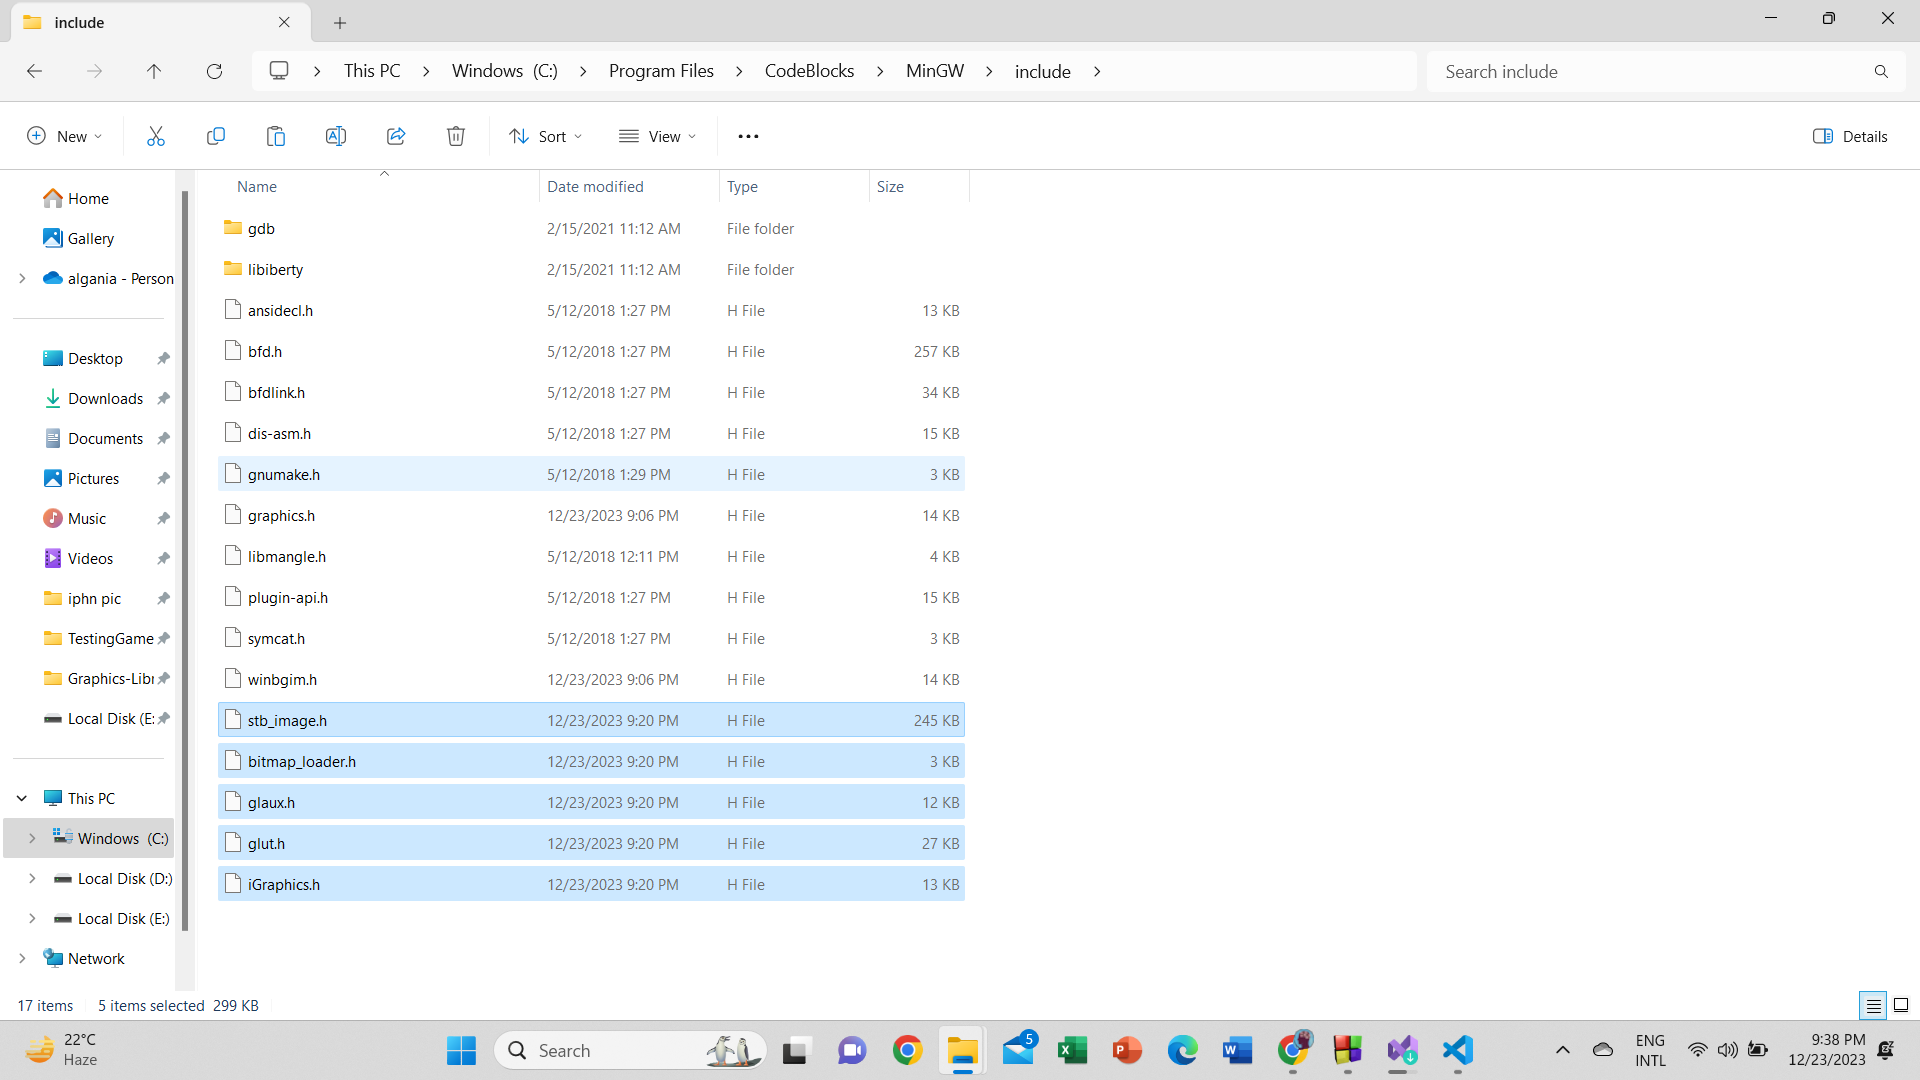 include
This PC
Windows (C:)
Program Files
CodeBlocks
MinGW
include
Search include
New
Sort
View
Details
Home
Gallery
algania - Person
Desktop
Downloads
Documents
Pictures
Music
Videos
iphn pic
TestingGame
Graphics-Libr
Local Disk (E:
This PC
Windows (C:)
Local Disk (D:)
Local Disk (E:)
Network
Name Date modified Type Size
gdb 2/15/2021 11:12 AM File folder
libiberty 2/15/2021 11:12 AM File folder
ansidecl.h 5/12/2018 1:27 PM H File 13 KB
bfd.h 5/12/2018 1:27 PM H File 257 KB
bfdlink.h 5/12/2018 1:27 PM H File 34 KB
dis-asm.h 5/12/2018 1:27 PM H File 15 KB
gnumake.h 5/12/2018 1:29 PM H File 3 KB
graphics.h 12/23/2023 9:06 PM H File 14 KB
libmangle.h 5/12/2018 12:11 PM H File 4 KB
plugin-api.h 5/12/2018 1:27 PM H File 15 KB
symcat.h 5/12/2018 1:27 PM H File 3 KB
winbgim.h 12/23/2023 9:06 PM H File 14 KB
stb_image.h 12/23/2023 9:20 PM H File 245 KB
bitmap_loader.h 12/23/2023 9:20 PM H File 3 KB
glaux.h 12/23/2023 9:20 PM H File 12 KB
glut.h 12/23/2023 9:20 PM H File 27 KB
iGraphics.h 12/23/2023 9:20 PM H File 13 KB
17 items 5 items selected 299 KB
22°C
Haze
Search
5
ENG
INTL
9:38 PM
12/23/2023